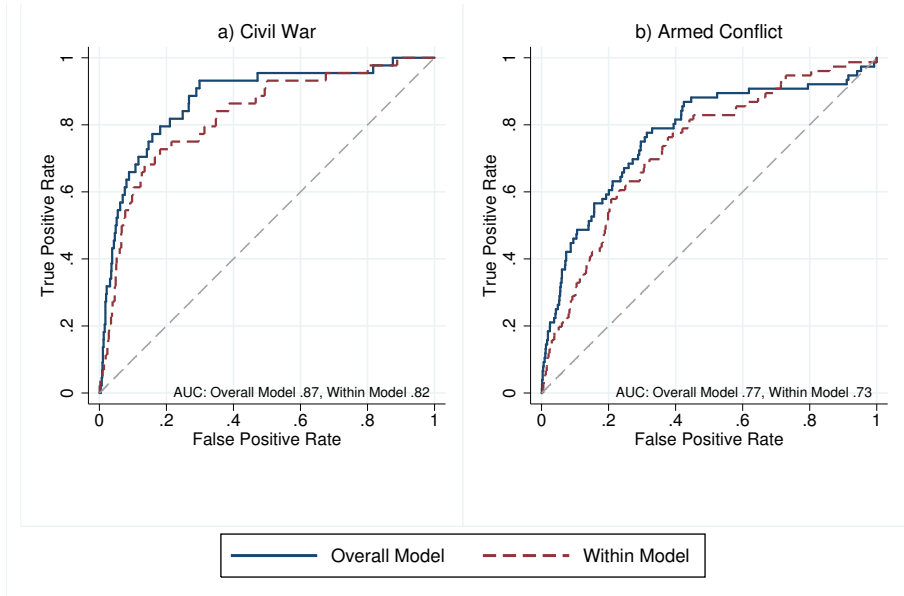 a) Civil War
True Positive Rate
1
.8
.6
.4
.2
0
AUC: Overall Model .87, Within Model .82
0 .2 .4 .6 .8 1
False Positive Rate
b) Armed Conflict
True Positive Rate
1
.8
.6
.4
.2
0
AUC: Overall Model .77, Within Model .73
0 .2 .4 .6 .8 1
False Positive Rate
Overall Model Within Model